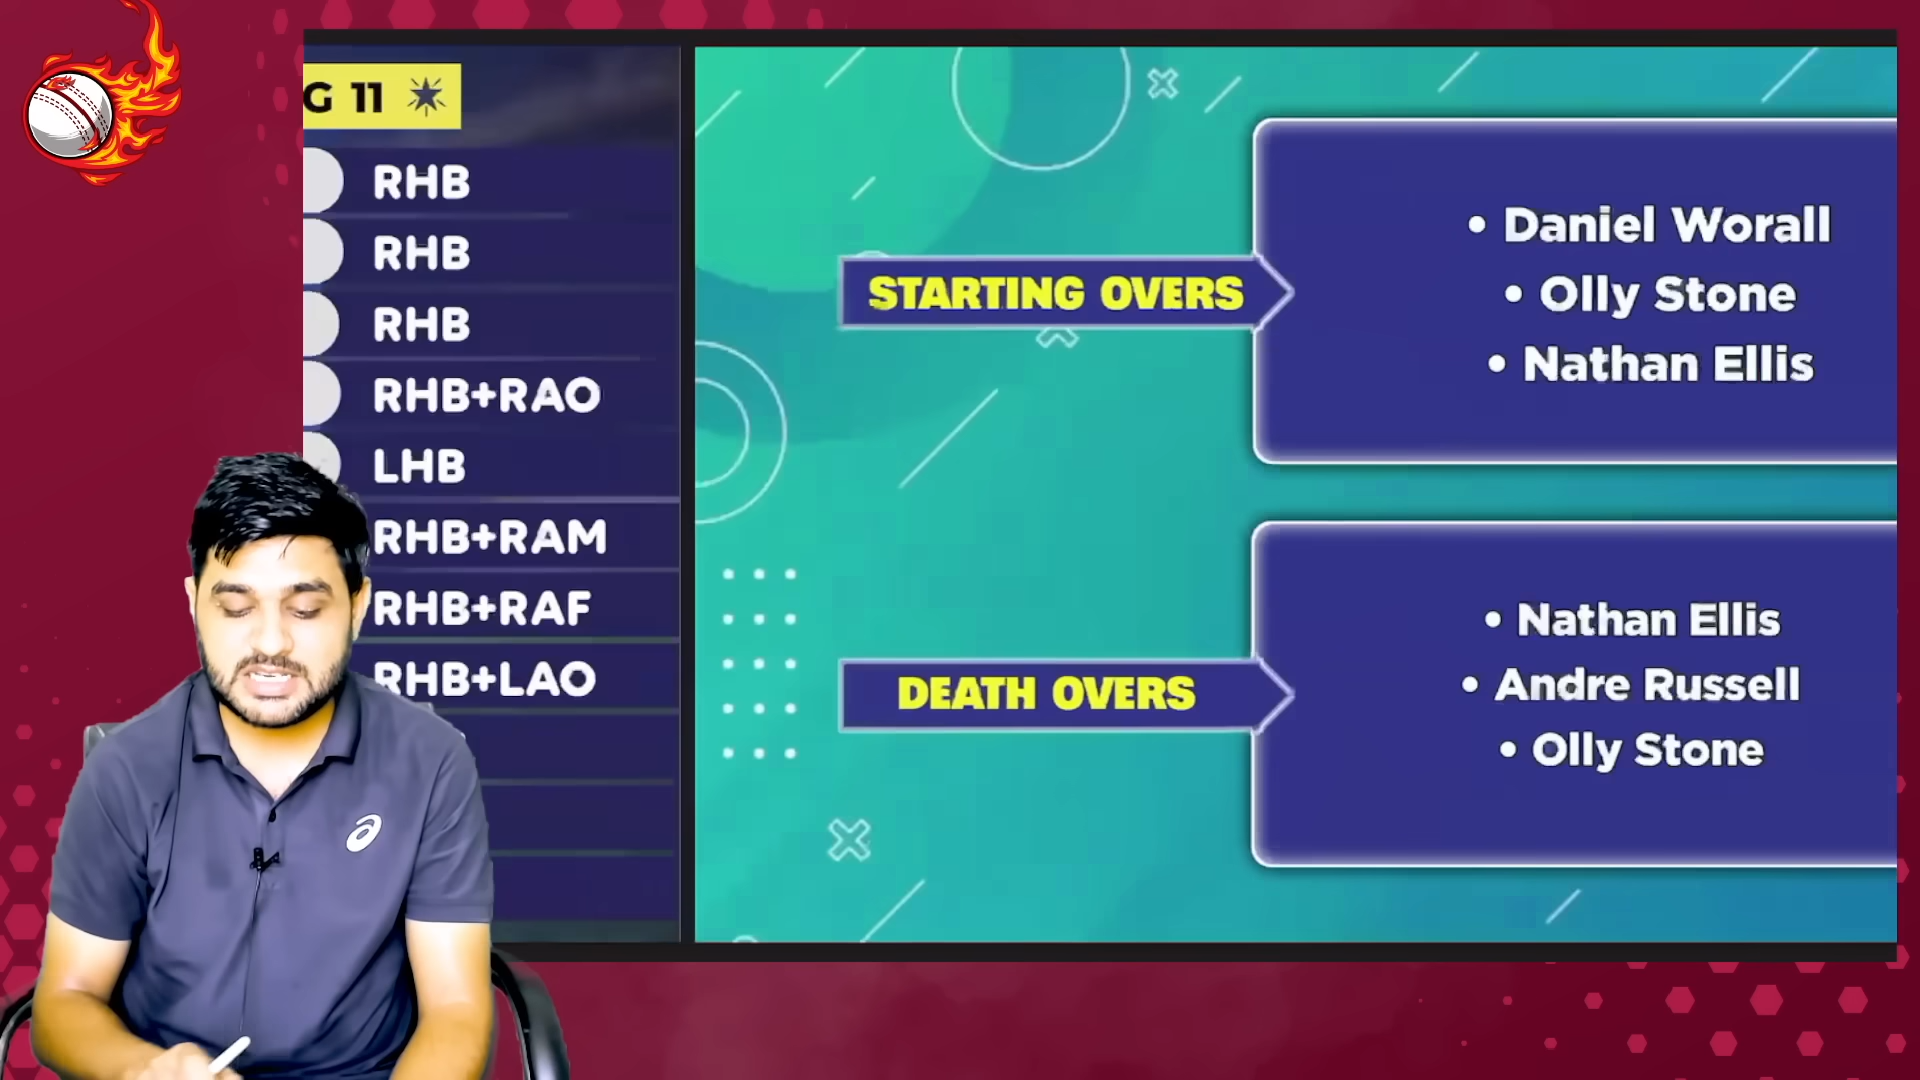 G 11
RHB
RHB
RHB
RHB+RAO
LHB
RHB+RAM
RHB+RAF
RHB+LAO
STARTING OVERS
• Daniel Worall
• Olly Stone
• Nathan Ellis
DEATH OVERS
• Nathan Ellis
• Andre Russell
• Olly Stone